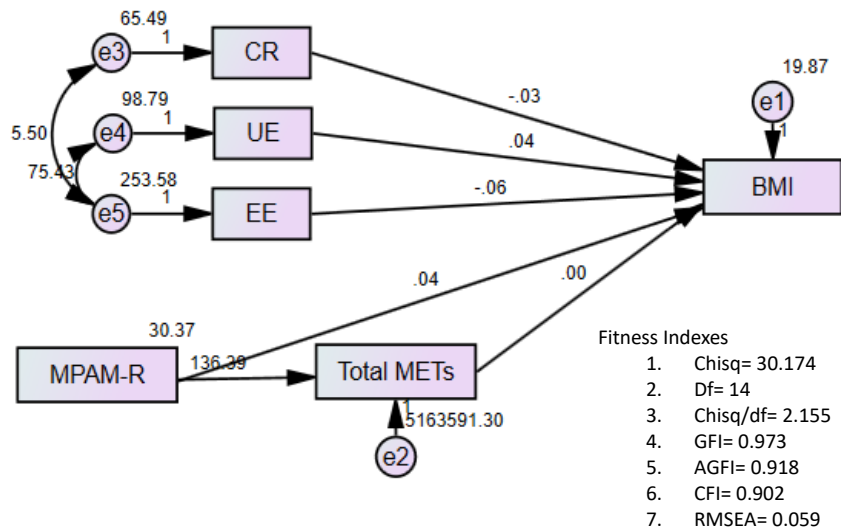 65.49
e3
1
CR
-.03
19.87
e1
1
98.79
5.50
e4
1
UE
.04
75.43
253.58
e5
1
EE
-.06
BMI
.04
.00
30.37
MPAM-R
136.39
Total METs
1
5163591.30
e2
Fitness Indexes
1. Chisq= 30.174
2. Df= 14
3. Chisq/df= 2.155
4. GFI= 0.973
5. AGFI= 0.918
6. CFI= 0.902
7. RMSEA= 0.059